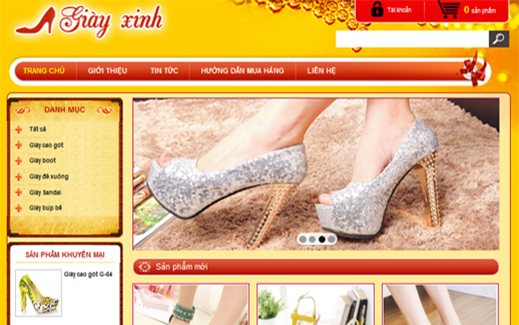 Giày xinh
Tài khoản
0 sản phẩm
TRANG CHỦ
GIỚI THIỆU
TIN TỨC
HƯỚNG DẪN MUA HÀNG
LIÊN HỆ
DANH MỤC
Tất cả
Giày cao gót
Giày boot
Giày đế xuồng
Giày Sandal
Giày búp bê
SẢN PHẨM KHUYẾN MẠI
Giày cao gót G-04
Sản phẩm mới